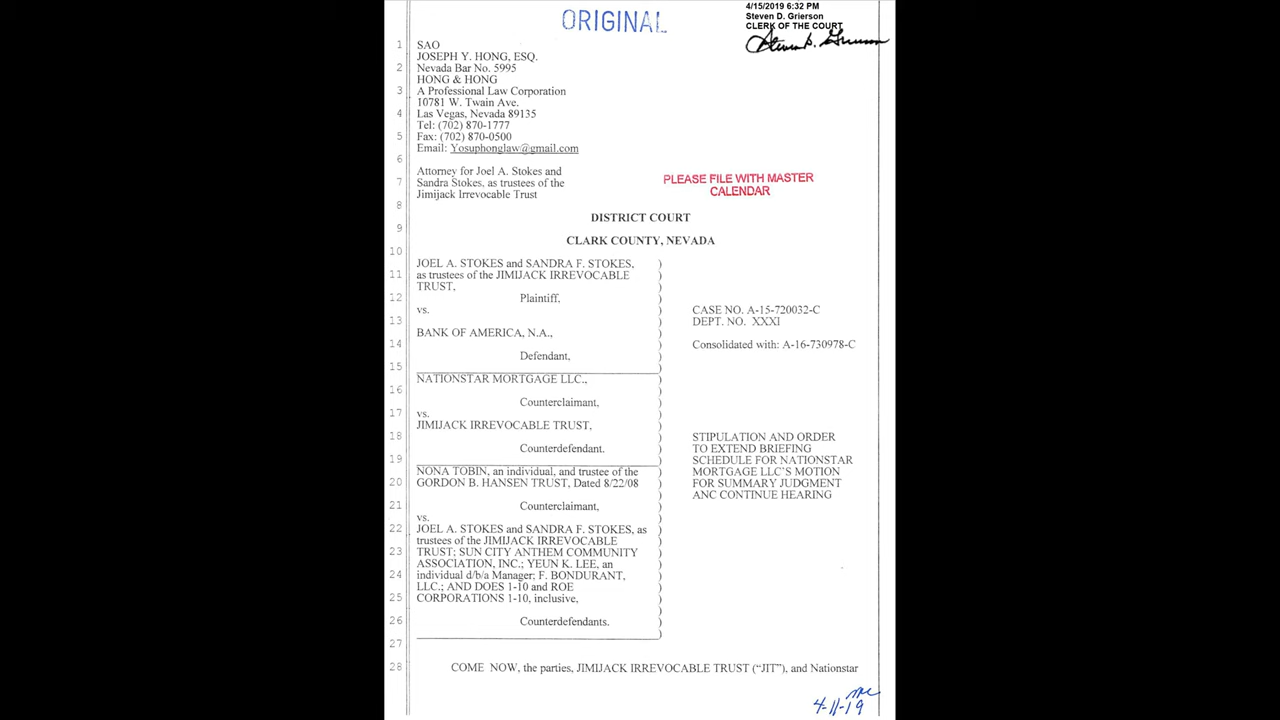 4/15/2019 6:32 PM
Steven D. Grierson
CLERK OF THE COURT
ORIGINAL
1 SAO
JOSEPH Y. HONG, ESQ.
2 Nevada Bar No. 5995
HONG & HONG
3 A Professional Law Corporation
10781 W. Twain Ave.
4 Las Vegas, Nevada 89135
Tel: (702) 870-1777
5 Fax: (702) 870-0500
Email: Yosuphonglaw@gmail.com
6
Attorney for Joel A. Stokes and
7 Sandra Stokes, as trustees of the
Jimijack Irrevocable Trust
PLEASE FILE WITH MASTER
CALENDAR
8
DISTRICT COURT
9
CLARK COUNTY, NEVADA
10
JOEL A. STOKES and SANDRA F. STOKES, )
11 as trustees of the JIMIJACK IRREVOCABLE )
TRUST, )
12 Plaintiff, )
vs. ) CASE NO. A-15-720032-C
13 ) DEPT. NO. XXXI
BANK OF AMERICA, N.A., )
14 ) Consolidated with: A-16-730978-C
Defendant, )
15 )
NATIONSTAR MORTGAGE LLC., )
16 )
Counterclaimant, )
17 vs. )
JIMIJACK IRREVOCABLE TRUST, )
18 ) STIPULATION AND ORDER
Counterdefendant. ) TO EXTEND BRIEFING
19 ) SCHEDULE FOR NATIONSTAR
NONA TOBIN, an individual, and trustee of the ) MORTGAGE LLC'S MOTION
20 GORDON B. HANSEN TRUST, Dated 8/22/08 ) FOR SUMMARY JUDGMENT
) ANC CONTINUE HEARING
21 Counterclaimant, )
vs. )
22 JOEL A. STOKES and SANDRA F. STOKES, as )
trustees of the JIMIJACK IRREVOCABLE )
23 TRUST; SUN CITY ANTHEM COMMUNITY )
ASSOCIATION, INC.; YEUN K. LEE, an )
24 individual d/b/a Manager; F. BONDURANT, )
LLC.; AND DOES 1-10 and ROE )
25 CORPORATIONS 1-10, inclusive, )
)
26 Counterdefendants. )
)
27
28 COME NOW, the parties, JIMIJACK IRREVOCABLE TRUST ("JIT"), and Nationstar
4-11-19